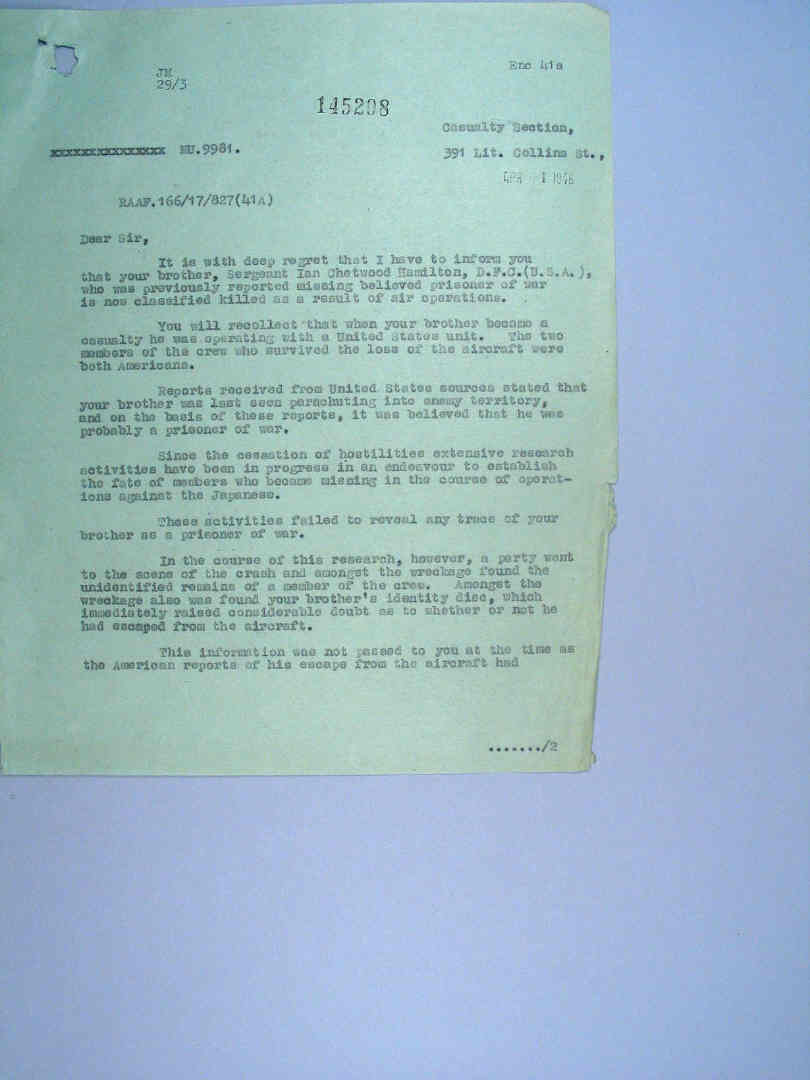 Enc 41a
JM
29/3
145298
Casualty Section,
xxxxxxxxxxxxxxx MU.9981.
391 Lit. Collins St.,
APR 1946
RAAF.166/17/827(41A)
Dear Sir,
It is with deep regret that I have to inform you
that your brother, Sergeant Ian Chetwood Hamilton, D.F.C.(U.S.A.),
who was previously reported missing believed prisoner of war
is now classified killed as a result of air operations.
You will recollect that when your brother became a
casualty he was operating with a United States unit. The two
members of the crew who survived the loss of the aircraft were
both Americans.
Reports received from United States sources stated that
your brother was last seen parachuting into enemy territory,
and on the basis of these reports, it was believed that he was
probably a prisoner of war.
Since the cessation of hostilities extensive research
activities have been in progress in an endeavour to establish
the fate of members who became missing in the course of operat-
ions against the Japanese.
These activities failed to reveal any trace of your
brother as a prisoner of war.
In the course of this research, however, a party went
to the scene of the crash and amongst the wreckage found the
unidentified remains of a member of the crew. Amongst the
wreckage also was found your brother's identity disc, which
immediately raised considerable doubt as to whether or not he
had escaped from the aircraft.
This information was not passed to you at the time as
the American reports of his escape from the aircraft had
......./2